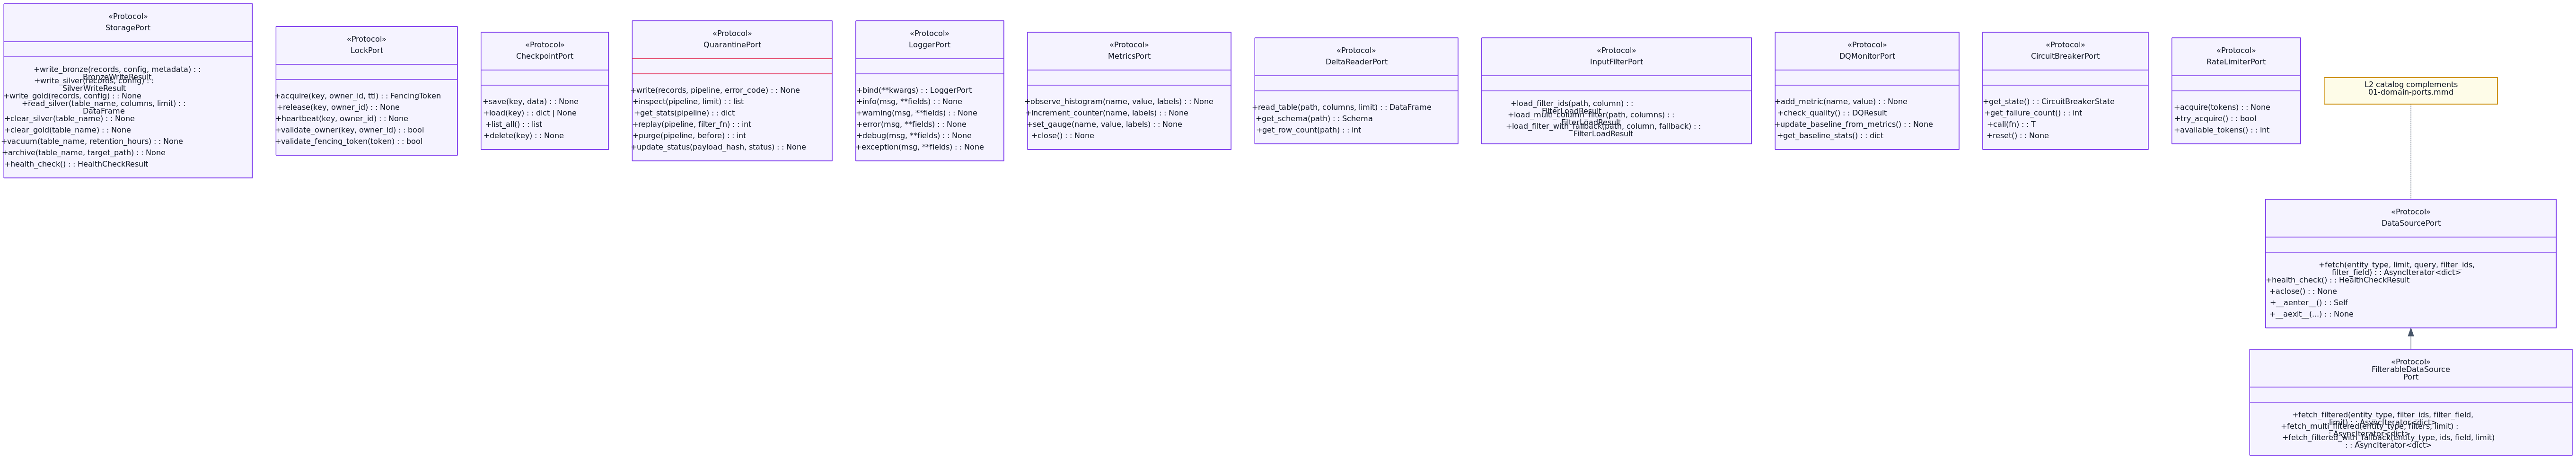 «Protocol»
StoragePort
+write_bronze(records, config, metadata) : :
BronzeWriteResult
+write_silver(records, config) : :
SilverWriteResult
+write_gold(records, config) : : None
+read_silver(table_name, columns, limit) : :
DataFrame
+clear_silver(table_name) : : None
+clear_gold(table_name) : : None
+vacuum(table_name, retention_hours) : : None
+archive(table_name, target_path) : : None
+health_check() : : HealthCheckResult
«Protocol»
LockPort
+acquire(key, owner_id, ttl) : : FencingToken
+release(key, owner_id) : : None
+heartbeat(key, owner_id) : : None
+validate_owner(key, owner_id) : : bool
+validate_fencing_token(token) : : bool
«Protocol»
CheckpointPort
+save(key, data) : : None
+load(key) : : dict | None
+list_all() : : list
+delete(key) : : None
«Protocol»
QuarantinePort
+write(records, pipeline, error_code) : : None
+inspect(pipeline, limit) : : list
+get_stats(pipeline) : : dict
+replay(pipeline, filter_fn) : : int
+purge(pipeline, before) : : int
+update_status(payload_hash, status) : : None
«Protocol»
LoggerPort
+bind(**kwargs) : : LoggerPort
+info(msg, **fields) : : None
+warning(msg, **fields) : : None
+error(msg, **fields) : : None
+debug(msg, **fields) : : None
+exception(msg, **fields) : : None
«Protocol»
MetricsPort
+observe_histogram(name, value, labels) : : None
+increment_counter(name, labels) : : None
+set_gauge(name, value, labels) : : None
+close() : : None
«Protocol»
DeltaReaderPort
+read_table(path, columns, limit) : : DataFrame
+get_schema(path) : : Schema
+get_row_count(path) : : int
«Protocol»
InputFilterPort
+load_filter_ids(path, column) : :
FilterLoadResult
+load_multi_column_filter(path, columns) : :
FilterLoadResult
+load_filter_with_fallback(path, column, fallback) : :
FilterLoadResult
«Protocol»
DQMonitorPort
+add_metric(name, value) : : None
+check_quality() : : DQResult
+update_baseline_from_metrics() : : None
+get_baseline_stats() : : dict
«Protocol»
CircuitBreakerPort
+get_state() : : CircuitBreakerState
+get_failure_count() : : int
+call(fn) : : T
+reset() : : None
«Protocol»
RateLimiterPort
+acquire(tokens) : : None
+try_acquire() : : bool
+available_tokens() : : int
L2 catalog complements
01-domain-ports.mmd
«Protocol»
DataSourcePort
+fetch(entity_type, limit, query, filter_ids,
filter_field) : : AsyncIterator<dict>
+health_check() : : HealthCheckResult
+aclose() : : None
+__aenter__() : : Self
+__aexit__(...) : : None
«Protocol»
FilterableDataSource
Port
+fetch_filtered(entity_type, filter_ids, filter_field,
limit) : : AsyncIterator<dict>
+fetch_multi_filtered(entity_type, filters, limit) :
: AsyncIterator<dict>
+fetch_filtered_with_fallback(entity_type, ids, field, limit)
: : AsyncIterator<dict>